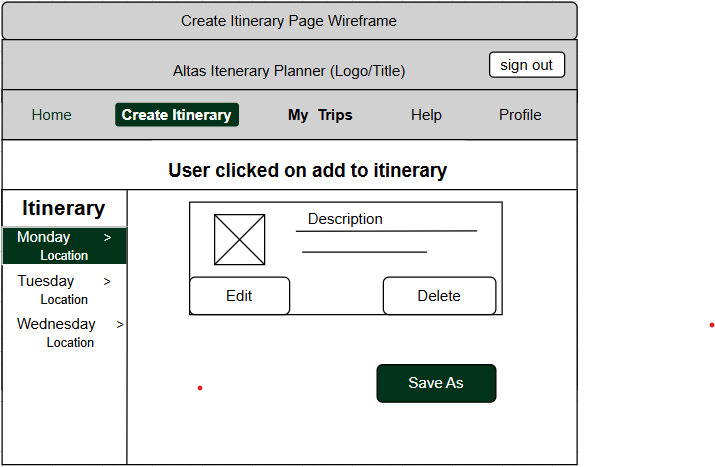 Create Itinerary Page Wireframe
Altas Itenerary Planner (Logo/Title)
sign out
Home
Create Itinerary
My Trips
Help
Profile
User clicked on add to itinerary
Itinerary
Monday >
Location
Tuesday >
Location
Wednesday >
Location
Description
Edit
Delete
Save As